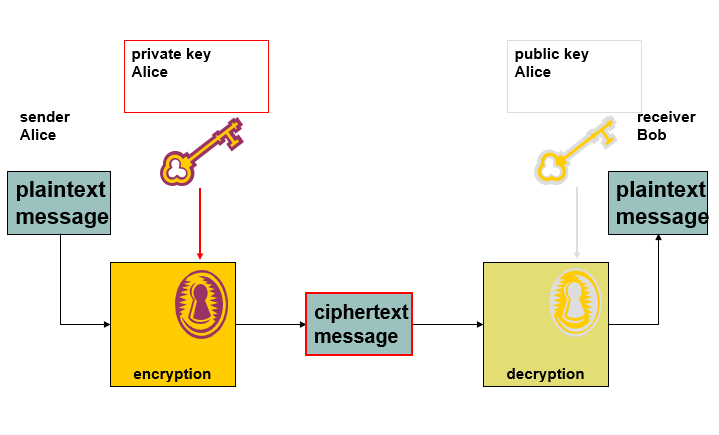 private key
Alice
public key
Alice
sender
Alice
receiver
Bob
plaintext
message
plaintext
message
ciphertext
message
encryption
decryption